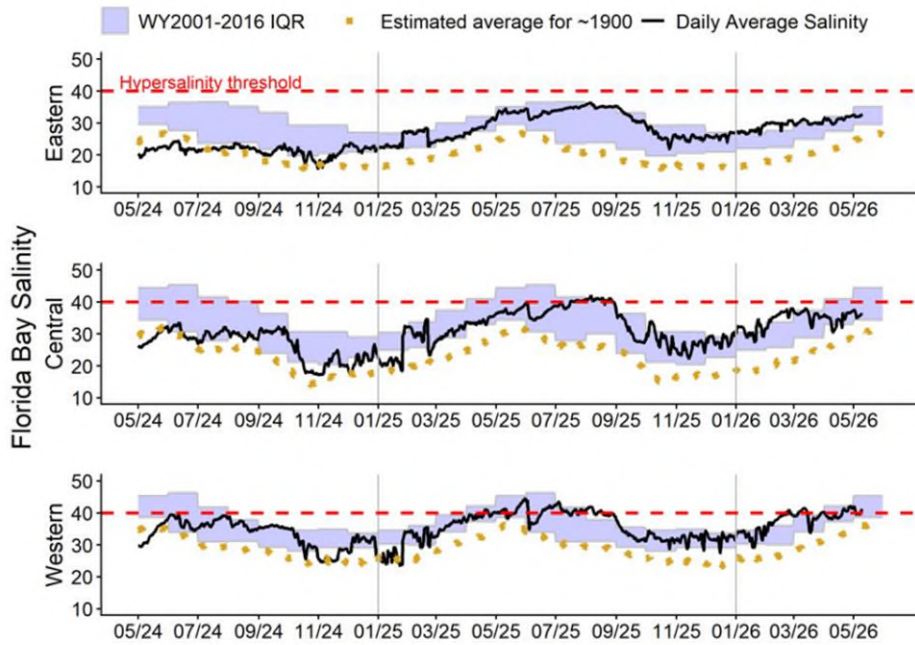 WY2001-2016 IQR Estimated average for ~1900 Daily Average Salinity
Florida Bay Salinity
Eastern
50
40
30
20
10
Hypersalinity threshold
05/24 07/24 09/24 11/24 01/25 03/25 05/25 07/25 09/25 11/25 01/26 03/26 05/26
Central
50
40
30
20
10
05/24 07/24 09/24 11/24 01/25 03/25 05/25 07/25 09/25 11/25 01/26 03/26 05/26
Western
50
40
30
20
10
05/24 07/24 09/24 11/24 01/25 03/25 05/25 07/25 09/25 11/25 01/26 03/26 05/26